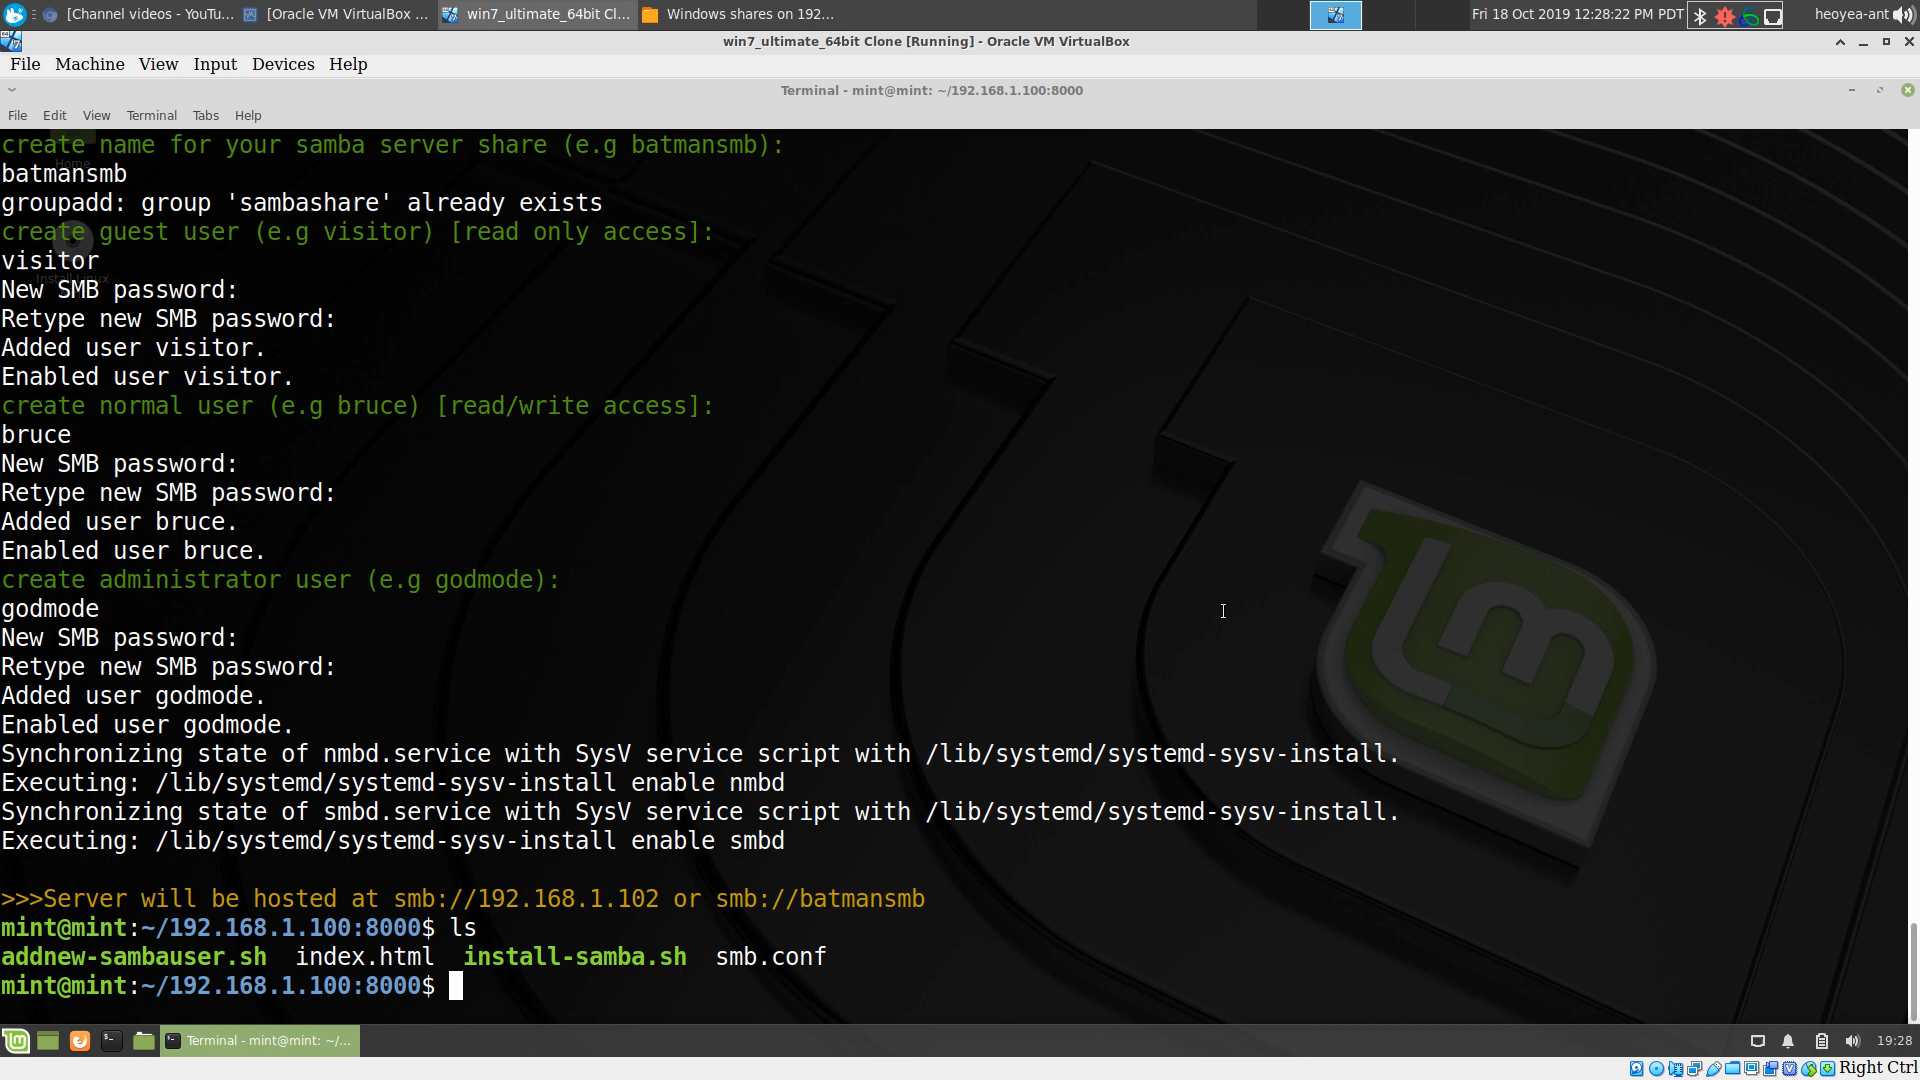 [Channel videos - YouTu...
[Oracle VM VirtualBox ...
win7_ultimate_64bit Cl...
Windows shares on 192...
Fri 18 Oct 2019 12:28:22 PM PDT
heoyea-ant
win7_ultimate_64bit Clone [Running] - Oracle VM VirtualBox
File Machine View Input Devices Help
Terminal - mint@mint: ~/192.168.1.100:8000
File Edit View Terminal Tabs Help
create name for your samba server share (e.g batmansmb):
Home
batmansmb
groupadd: group 'sambashare' already exists
create guest user (e.g visitor) [read only access]:
visitor
Install Linux
New SMB password:
Retype new SMB password:
Added user visitor.
Enabled user visitor.
create normal user (e.g bruce) [read/write access]:
bruce
New SMB password:
Retype new SMB password:
Added user bruce.
Enabled user bruce.
create administrator user (e.g godmode):
godmode
New SMB password:
Retype new SMB password:
Added user godmode.
Enabled user godmode.
Synchronizing state of nmbd.service with SysV service script with /lib/systemd/systemd-sysv-install.
Executing: /lib/systemd/systemd-sysv-install enable nmbd
Synchronizing state of smbd.service with SysV service script with /lib/systemd/systemd-sysv-install.
Executing: /lib/systemd/systemd-sysv-install enable smbd
>>>Server will be hosted at smb://192.168.1.102 or smb://batmansmb
mint@mint:~/192.168.1.100:8000$ ls
addnew-sambauser.sh index.html install-samba.sh smb.conf
mint@mint:~/192.168.1.100:8000$
Terminal - mint@mint: ~/...
19:28
Right Ctrl